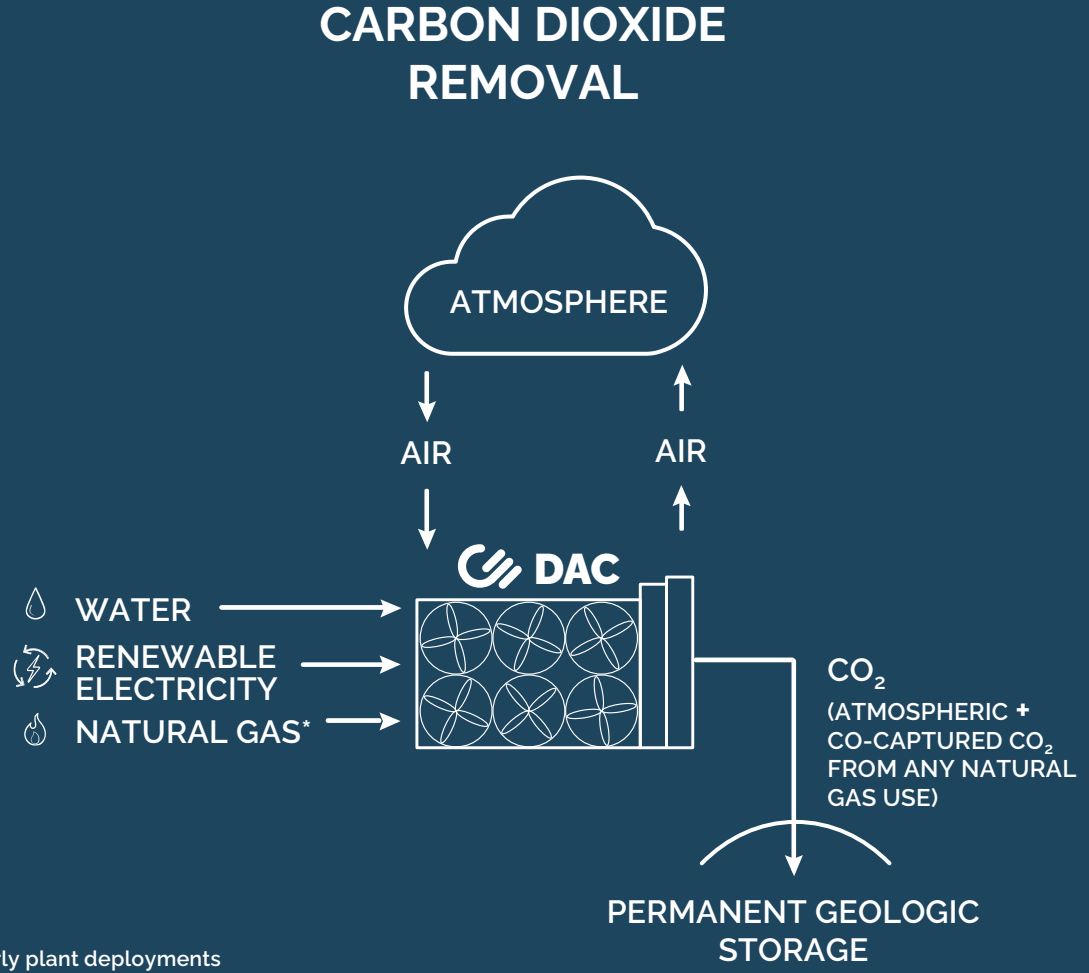 CARBON DIOXIDE
REMOVAL
ATMOSPHERE
AIR
AIR
DAC
WATER
RENEWABLE
ELECTRICITY
NATURAL GAS*
CO₂
(ATMOSPHERIC +
CO-CAPTURED CO₂
FROM ANY NATURAL
GAS USE)
PERMANENT GEOLOGIC
STORAGE
plant deployments